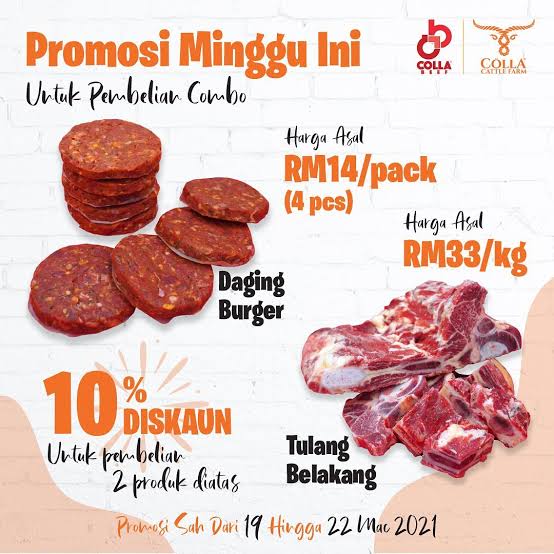 Promosi Minggu Ini
Untuk Pembelian Combo
COLLA
BEEF
COLLA
CATTLE FARM
Harga Asal
RM14/pack
(4 pcs)
Harga Asal
RM33/kg
Daging
Burger
10%
DISKAUN
Untuk pembelian
2 produk diatas
Tulang
Belakang
Promosi Sah Dari 19 Hingga 22 Mac 2021